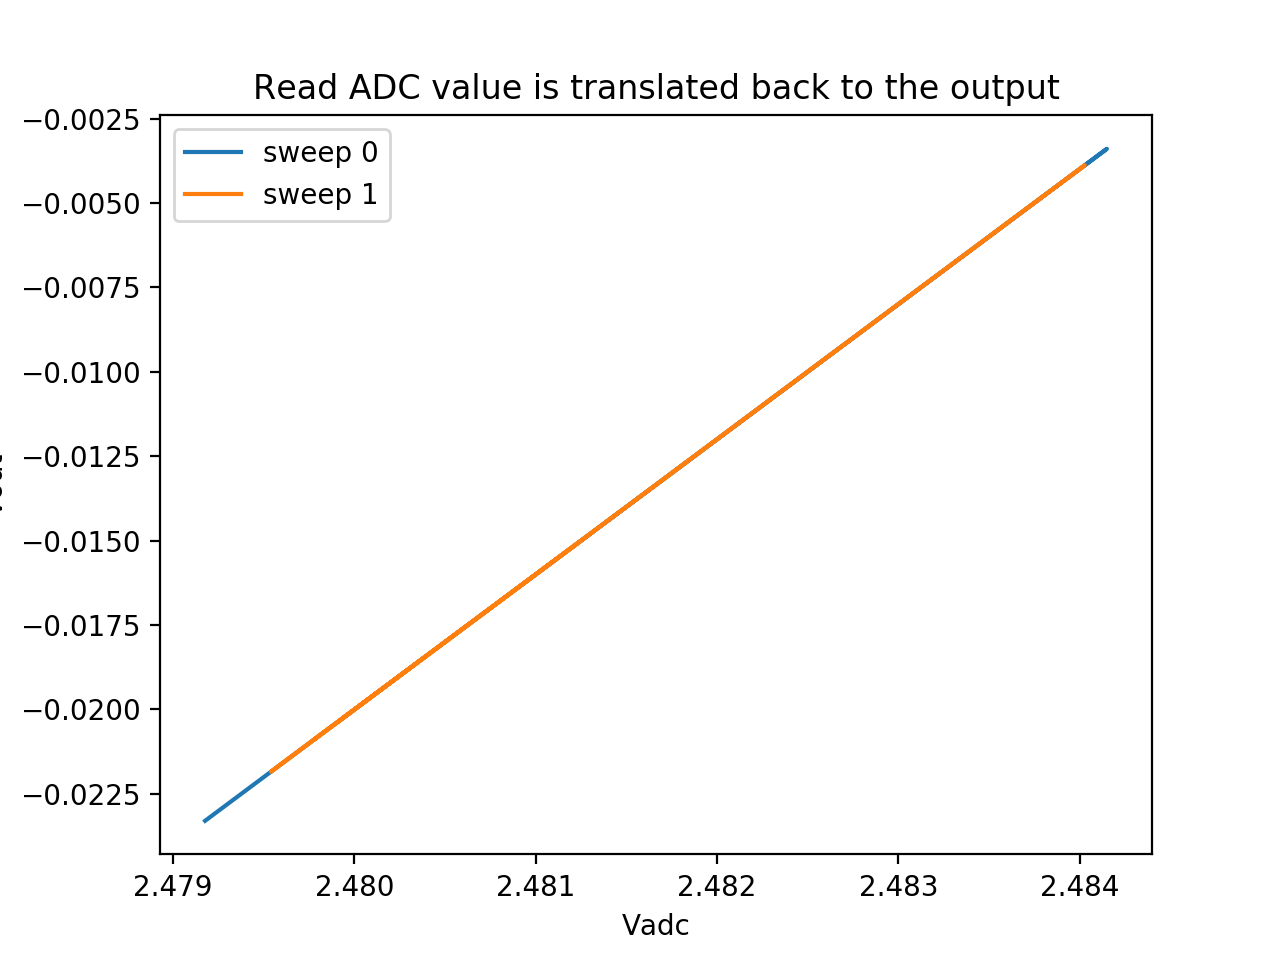 Read ADC value is translated back to the output
sweep 0
sweep 1
−0.0025
−0.0050
−0.0075
−0.0100
−0.0125
−0.0150
−0.0175
−0.0200
−0.0225
2.479 2.480 2.481 2.482 2.483 2.484
Vadc